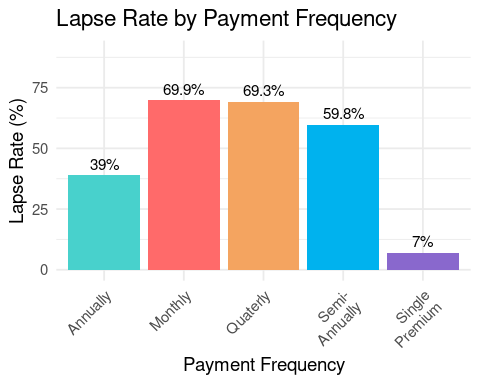 Lapse Rate by Payment Frequency
Lapse Rate (%)
75
50
25
0
39%
69.9%
69.3%
59.8%
7%
Annually
Monthly
Quaterly
Semi-
Annually
Single
Premium
Payment Frequency